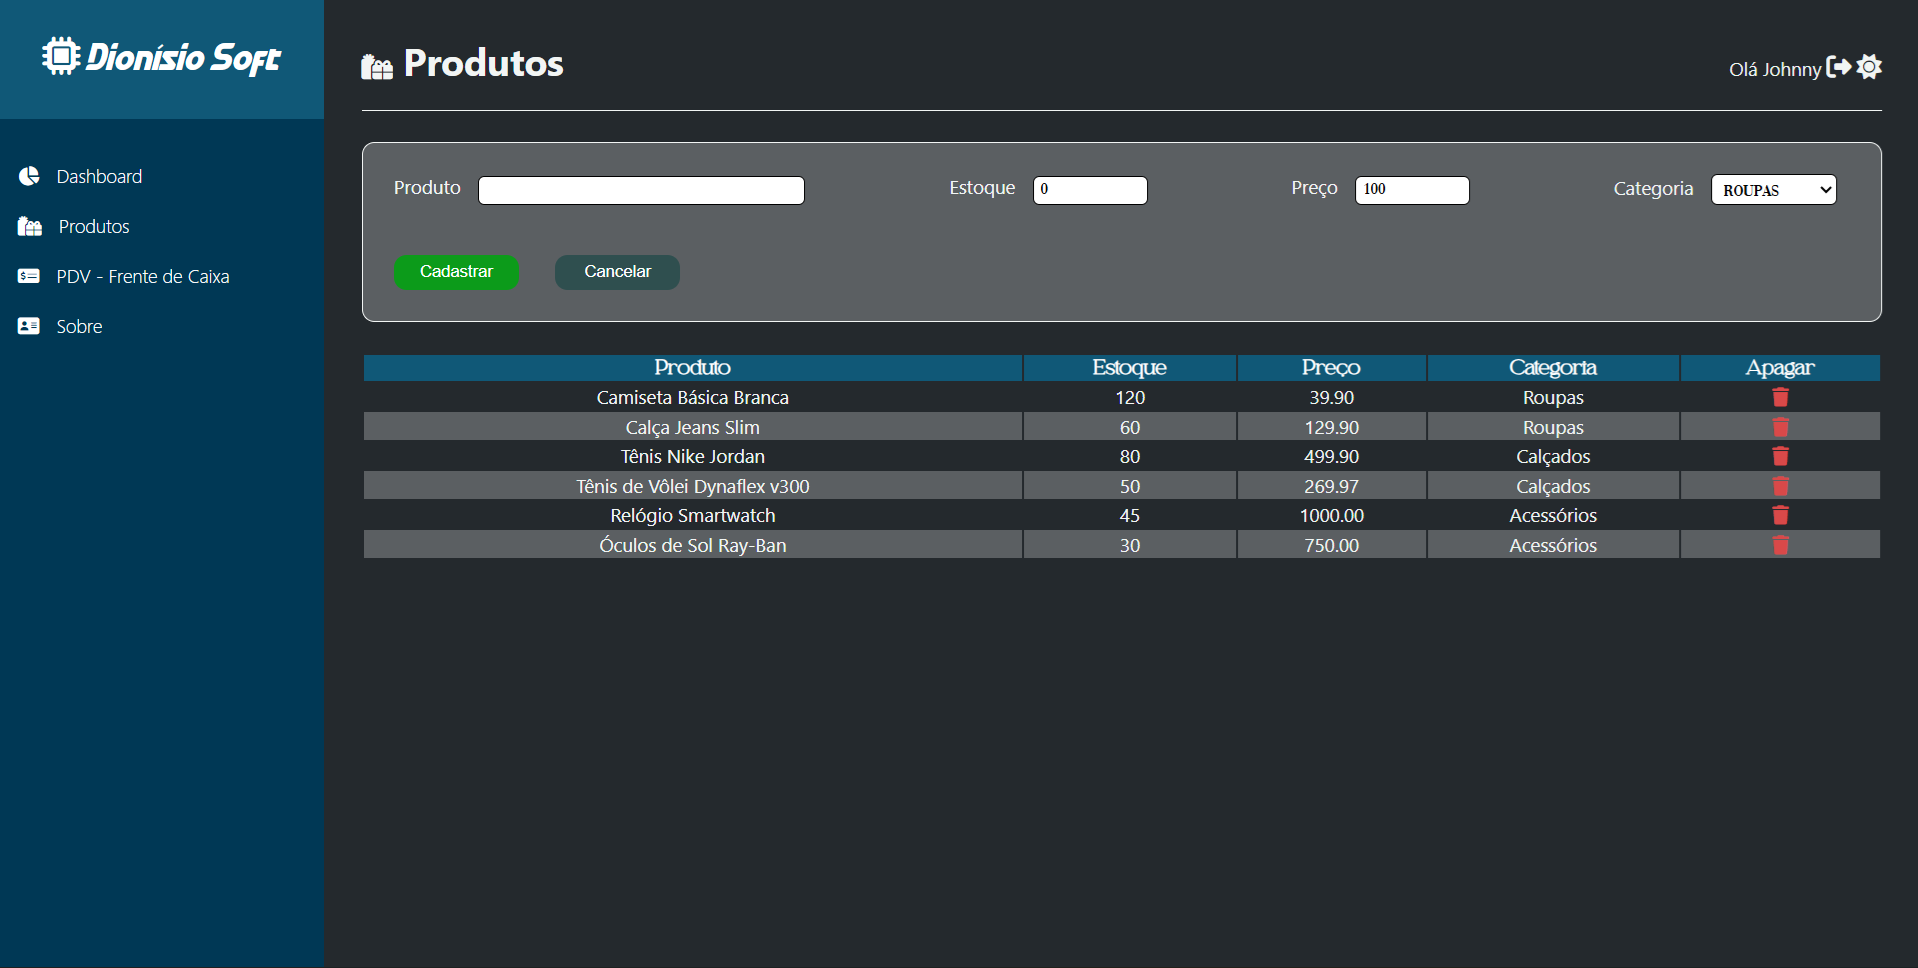 Dionísio Soft
Dashboard
Produtos
PDV - Frente de Caixa
Sobre
Produtos
Olá Johnny
Produto
Estoque 0
Preço 100
Categoria ROUPAS
Cadastrar Cancelar
Produto Estoque Preço Categoria Apagar
Camiseta Básica Branca 120 39.90 Roupas
Calça Jeans Slim 60 129.90 Roupas
Tênis Nike Jordan 80 499.90 Calçados
Tênis de Vôlei Dynaflex v300 50 269.97 Calçados
Relógio Smartwatch 45 1000.00 Acessórios
Óculos de Sol Ray-Ban 30 750.00 Acessórios